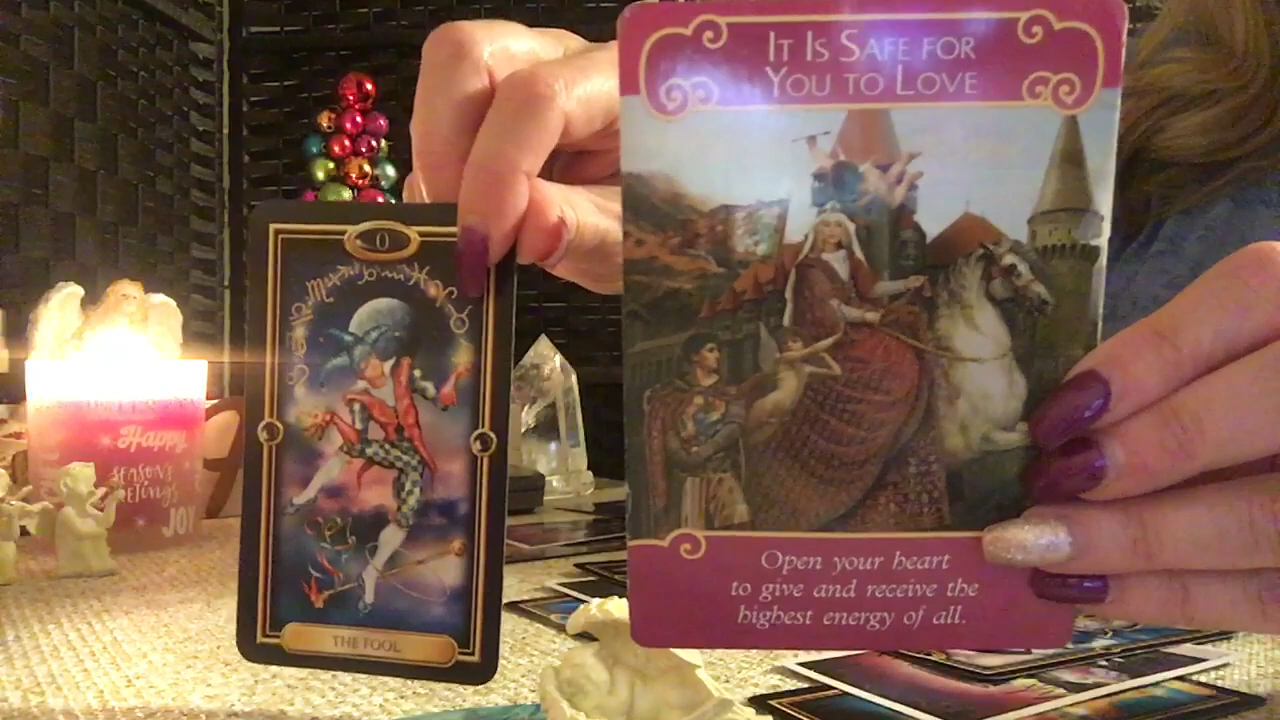 0
THE FOOL
IT IS SAFE FOR
YOU TO LOVE
Open your heart
to give and receive the
highest energy of all.
Happy
SEASON'S
JOY